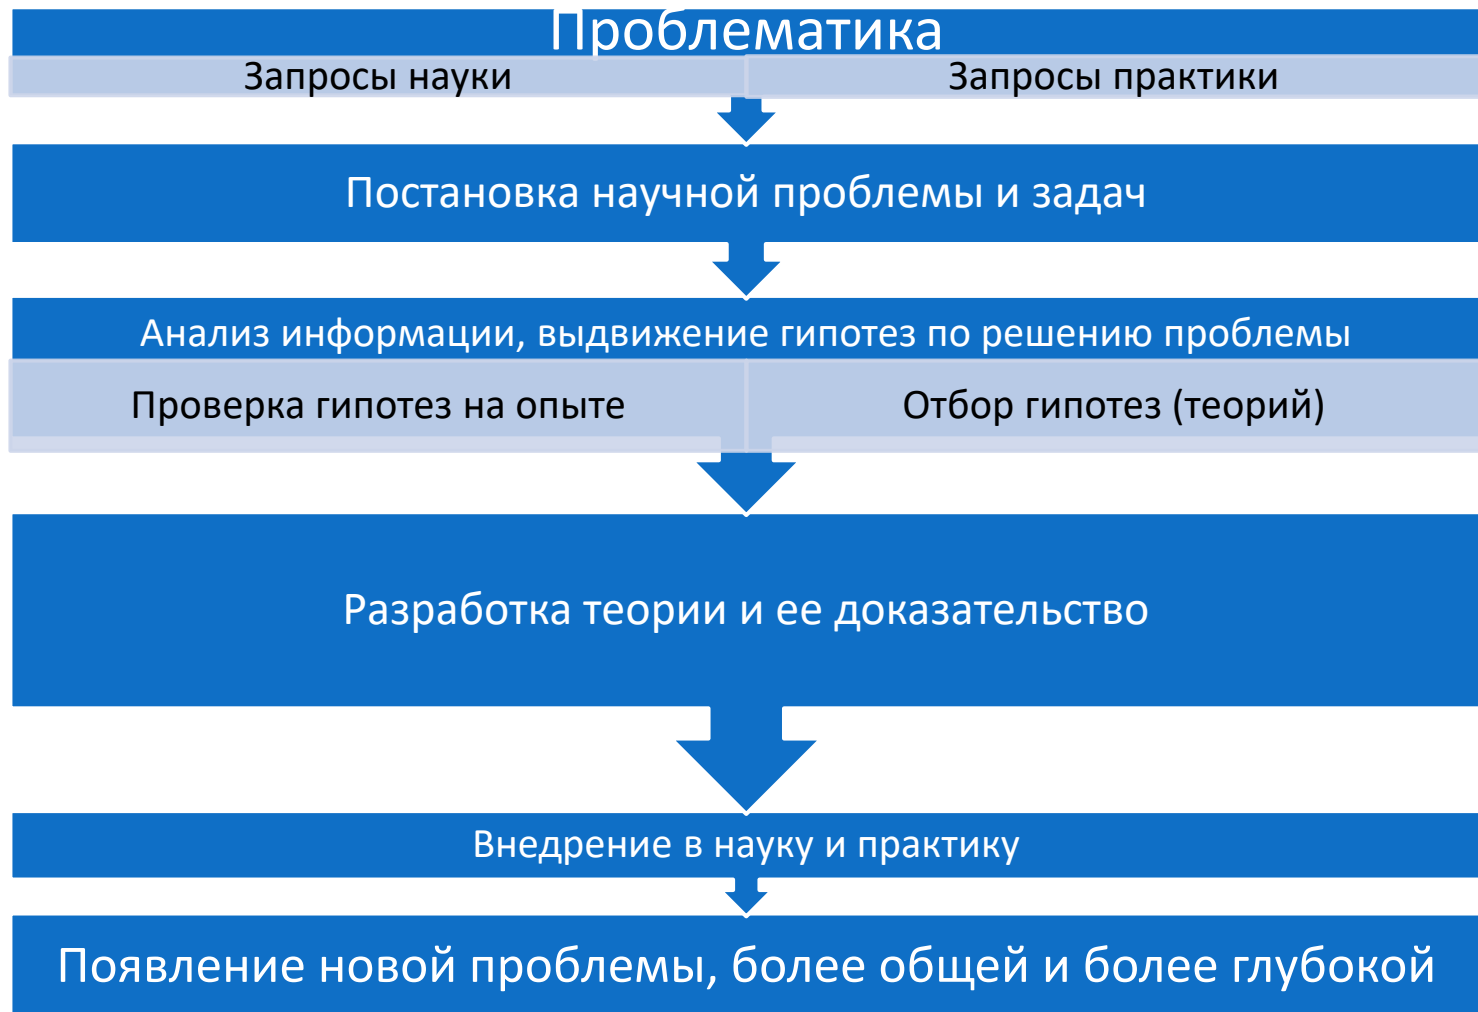 Проблематика
Запросы науки
Запросы практики
Постановка научной проблемы и задач
Анализ информации, выдвижение гипотез по решению проблемы
Проверка гипотез на опыте
Отбор гипотез (теорий)
Разработка теории и ее доказательство
Внедрение в науку и практику
Появление новой проблемы, более общей и более глубокой